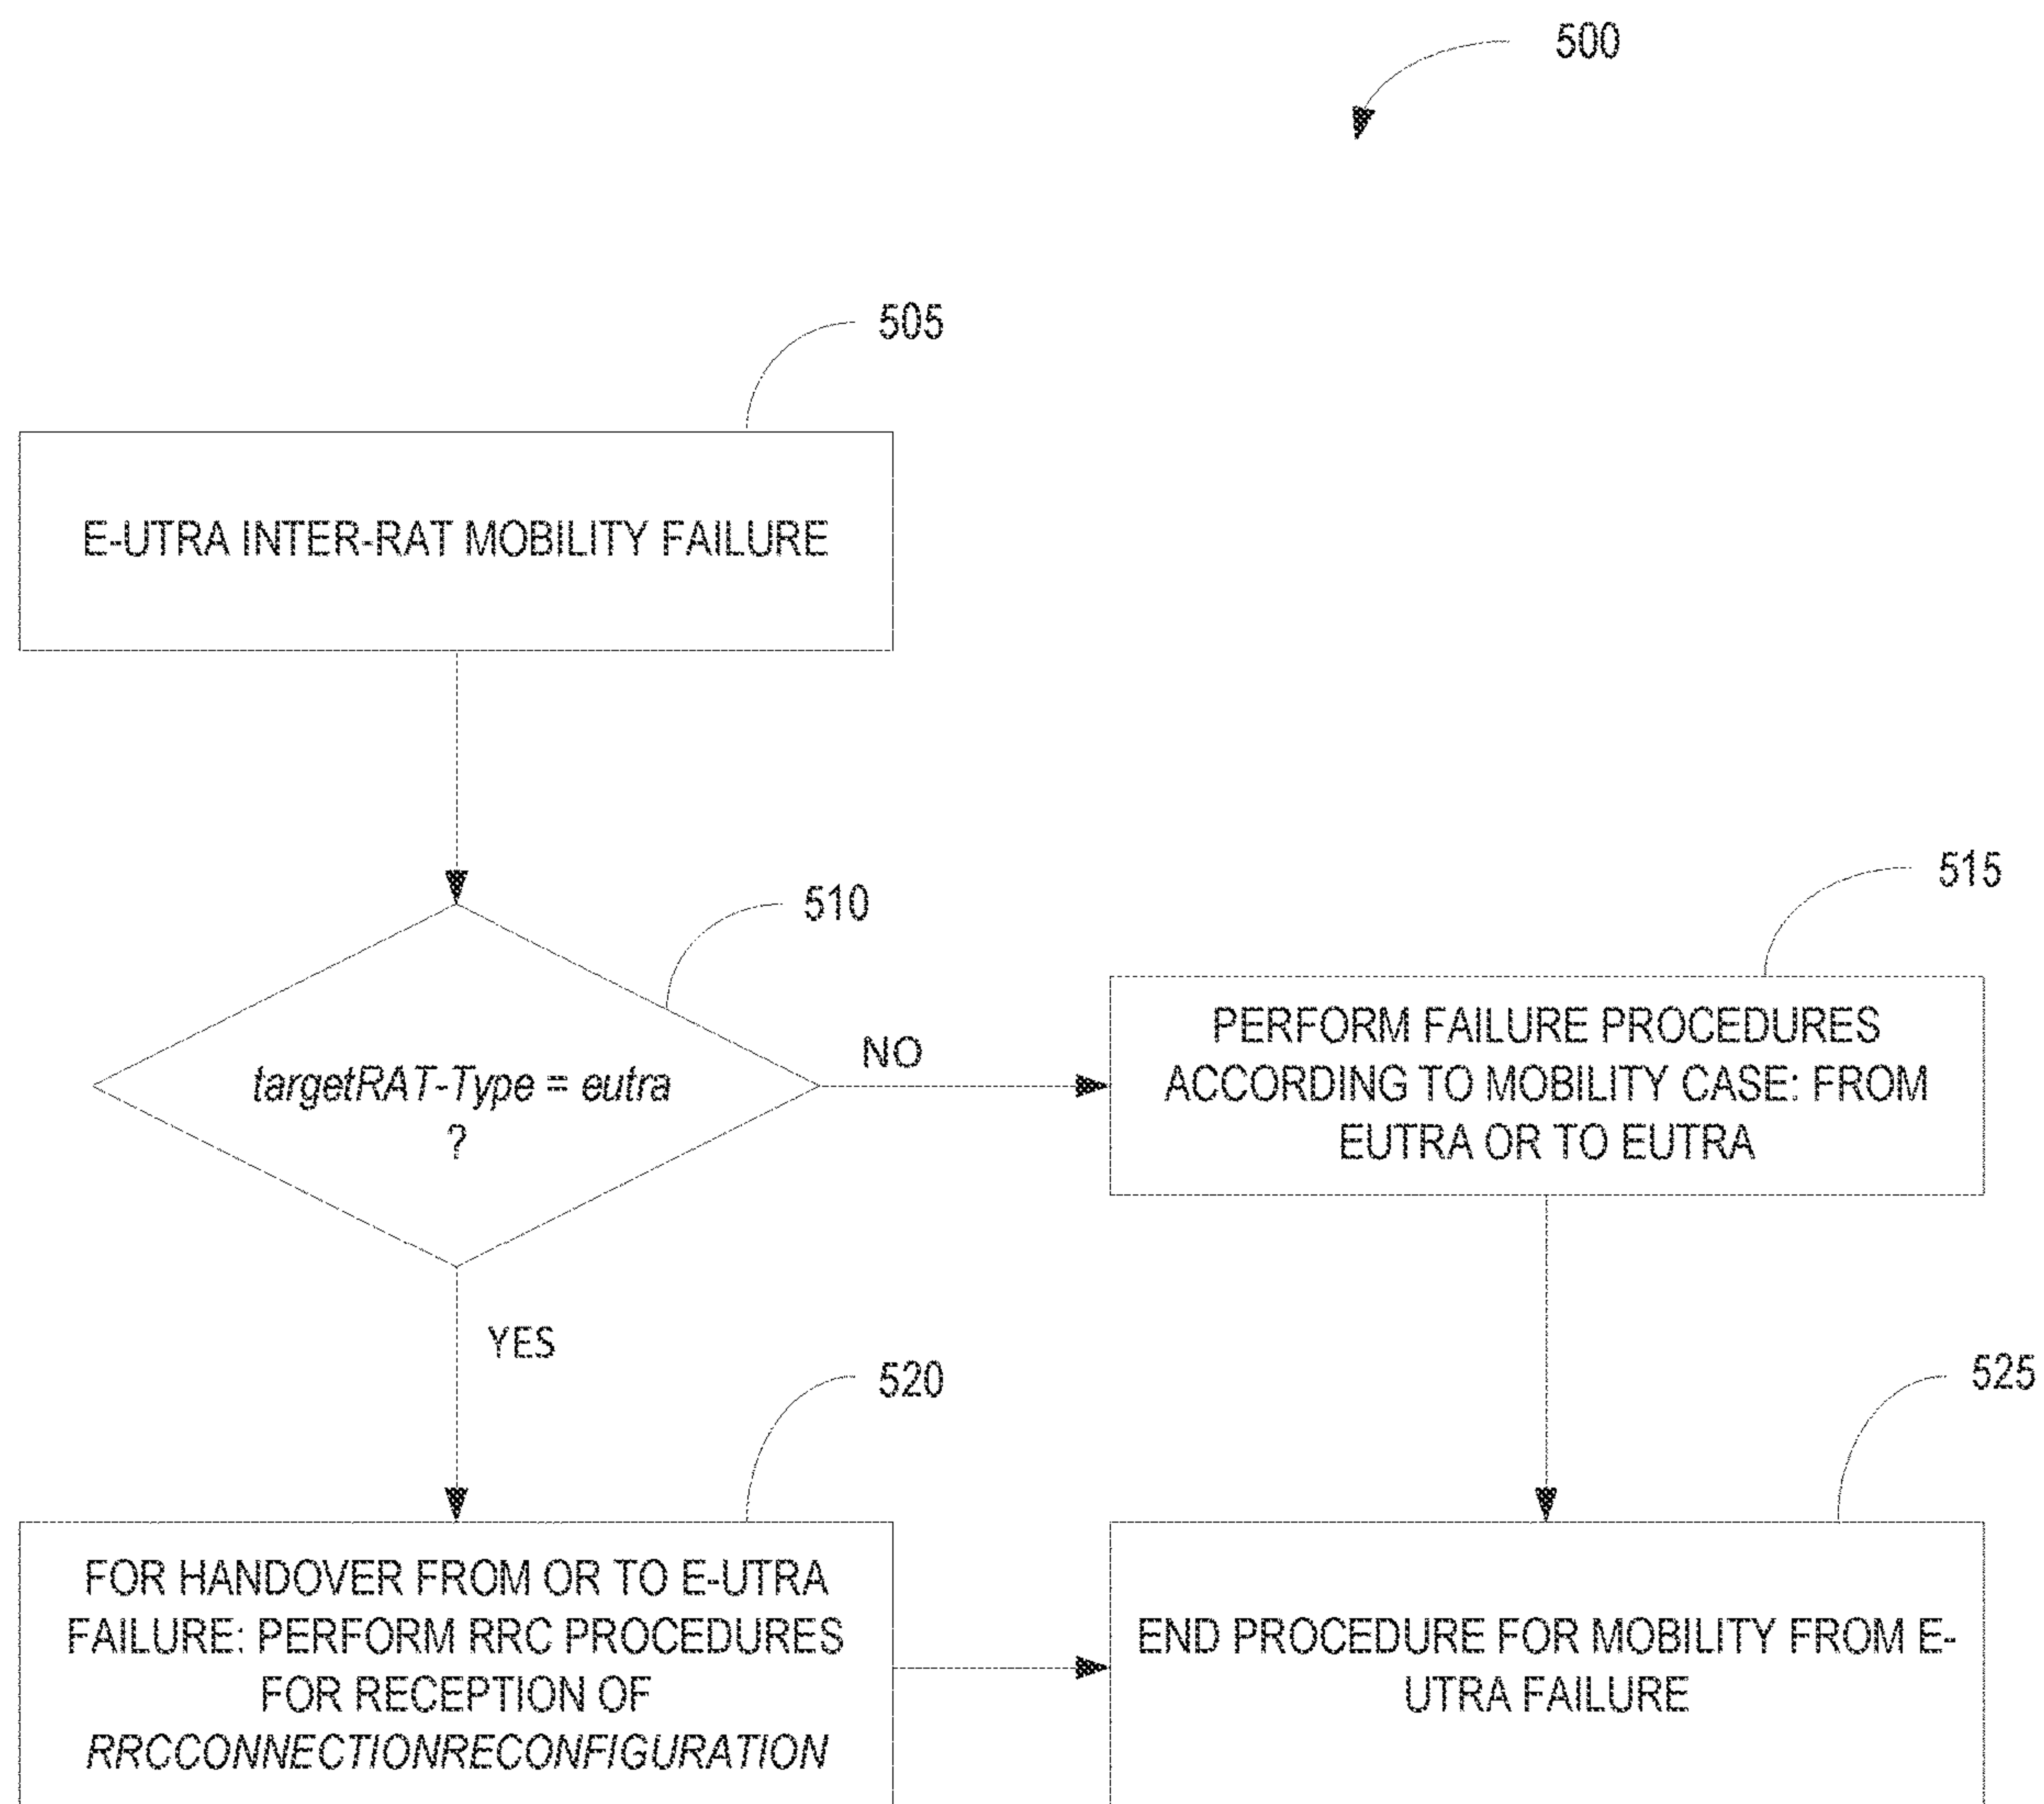 500
505
E-UTRA INTER-RAT MOBILITY FAILURE
510
targetRAT-Type = eutra
?
NO
515
PERFORM FAILURE PROCEDURES
ACCORDING TO MOBILITY CASE: FROM
EUTRA OR TO EUTRA
YES
520
FOR HANDOVER FROM OR TO E-UTRA
FAILURE: PERFORM RRC PROCEDURES
FOR RECEPTION OF
RRCCONNECTIONRECONFIGURATION
525
END PROCEDURE FOR MOBILITY FROM E-
UTRA FAILURE